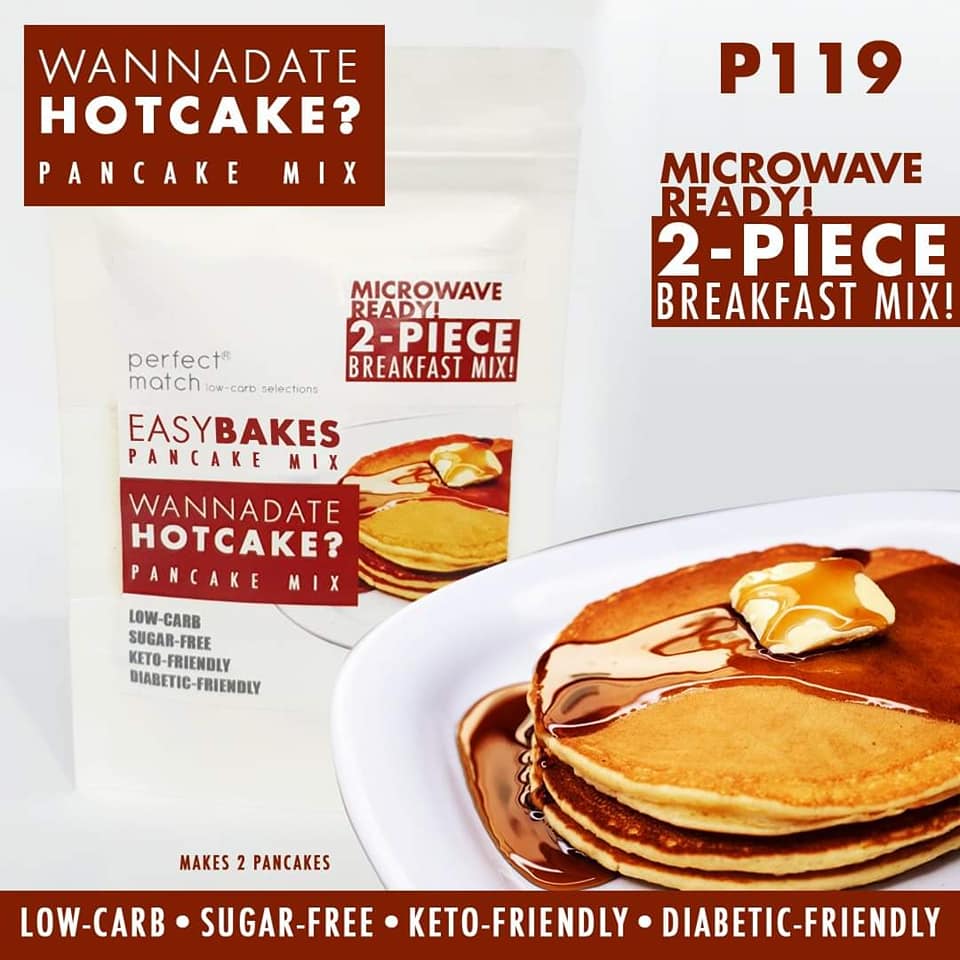 WANNADATE
HOTCAKE?
PANCAKE MIX
P119
MICROWAVE
READY!
2-PIECE
BREAKFAST MIX!
MICROWAVE
READY!
2-PIECE
BREAKFAST MIX!
perfect®
match low-carb selections
EASYBAKES
PANCAKE MIX
WANNADATE
HOTCAKE?
PANCAKE MIX
LOW-CARB
SUGAR-FREE
KETO-FRIENDLY
DIABETIC-FRIENDLY
MAKES 2 PANCAKES
LOW-CARB • SUGAR-FREE • KETO-FRIENDLY • DIABETIC-FRIENDLY